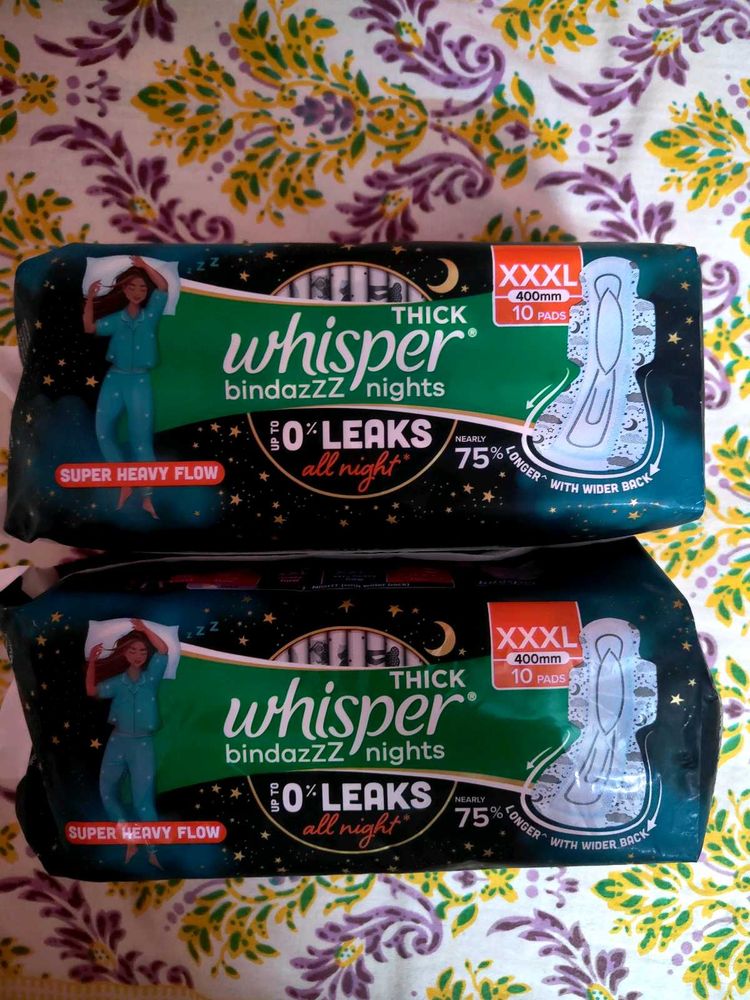 z z z
XXXL
400mm
10 PADS
THICK
whisper®
bindazZZ nights
UP TO 0% LEAKS
all night*
NEARLY
75% LONGER^ WITH WIDER BACK
SUPER HEAVY FLOW
z z z
XXXL
400mm
10 PADS
THICK
whisper®
bindazZZ nights
UP TO 0% LEAKS
all night*
NEARLY
75% LONGER^ WITH WIDER BACK
SUPER HEAVY FLOW